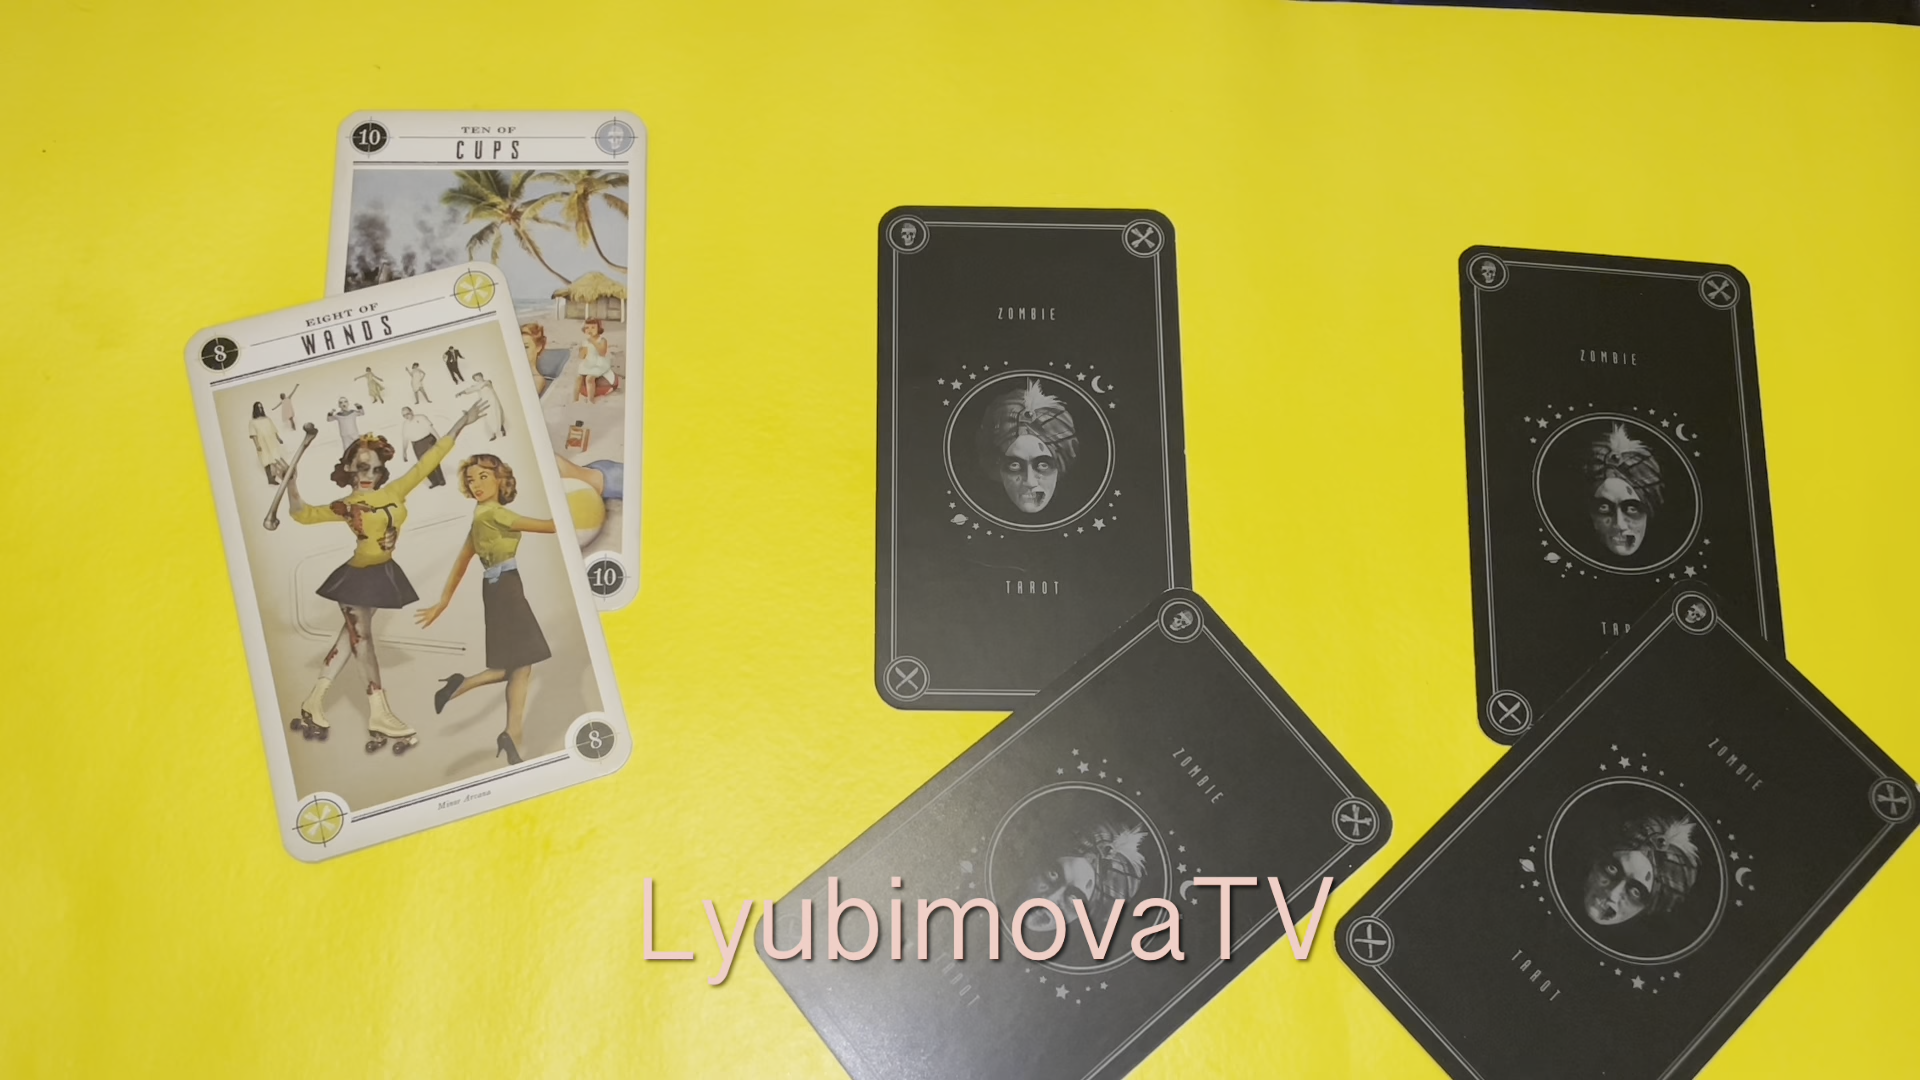 10
TEN OF
CUPS
10
8
EIGHT OF
WANDS
8
Minor Arcana
ZOMBIE
TAROT
ZOMBIE
TAR
ZOMBIE
TAROT
ZOMBIE
TAROT
LyubimovaTV